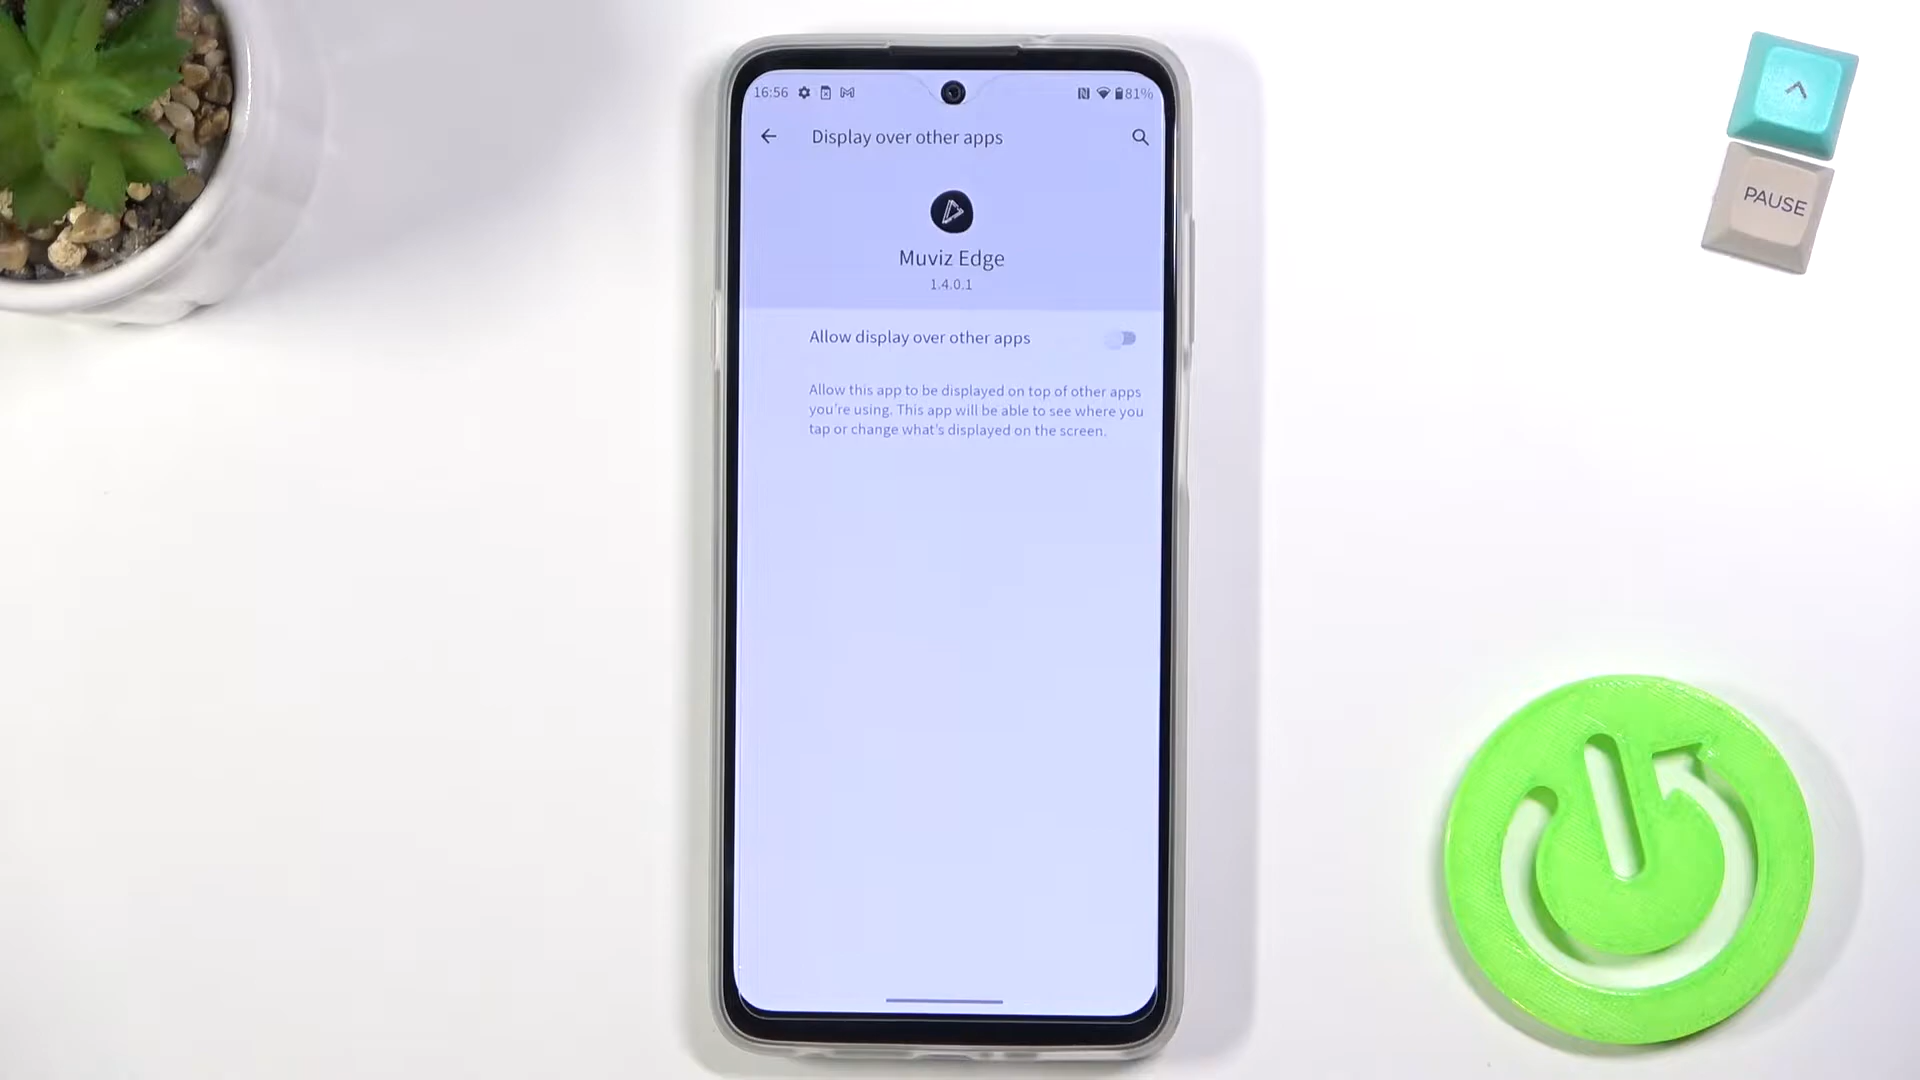 16:56
81%
Display over other apps
Muviz Edge
1.4.0.1
Allow display over other apps
Allow this app to be displayed on top of other apps
you're using. This app will be able to see where you
tap or change what's displayed on the screen.
PAUSE